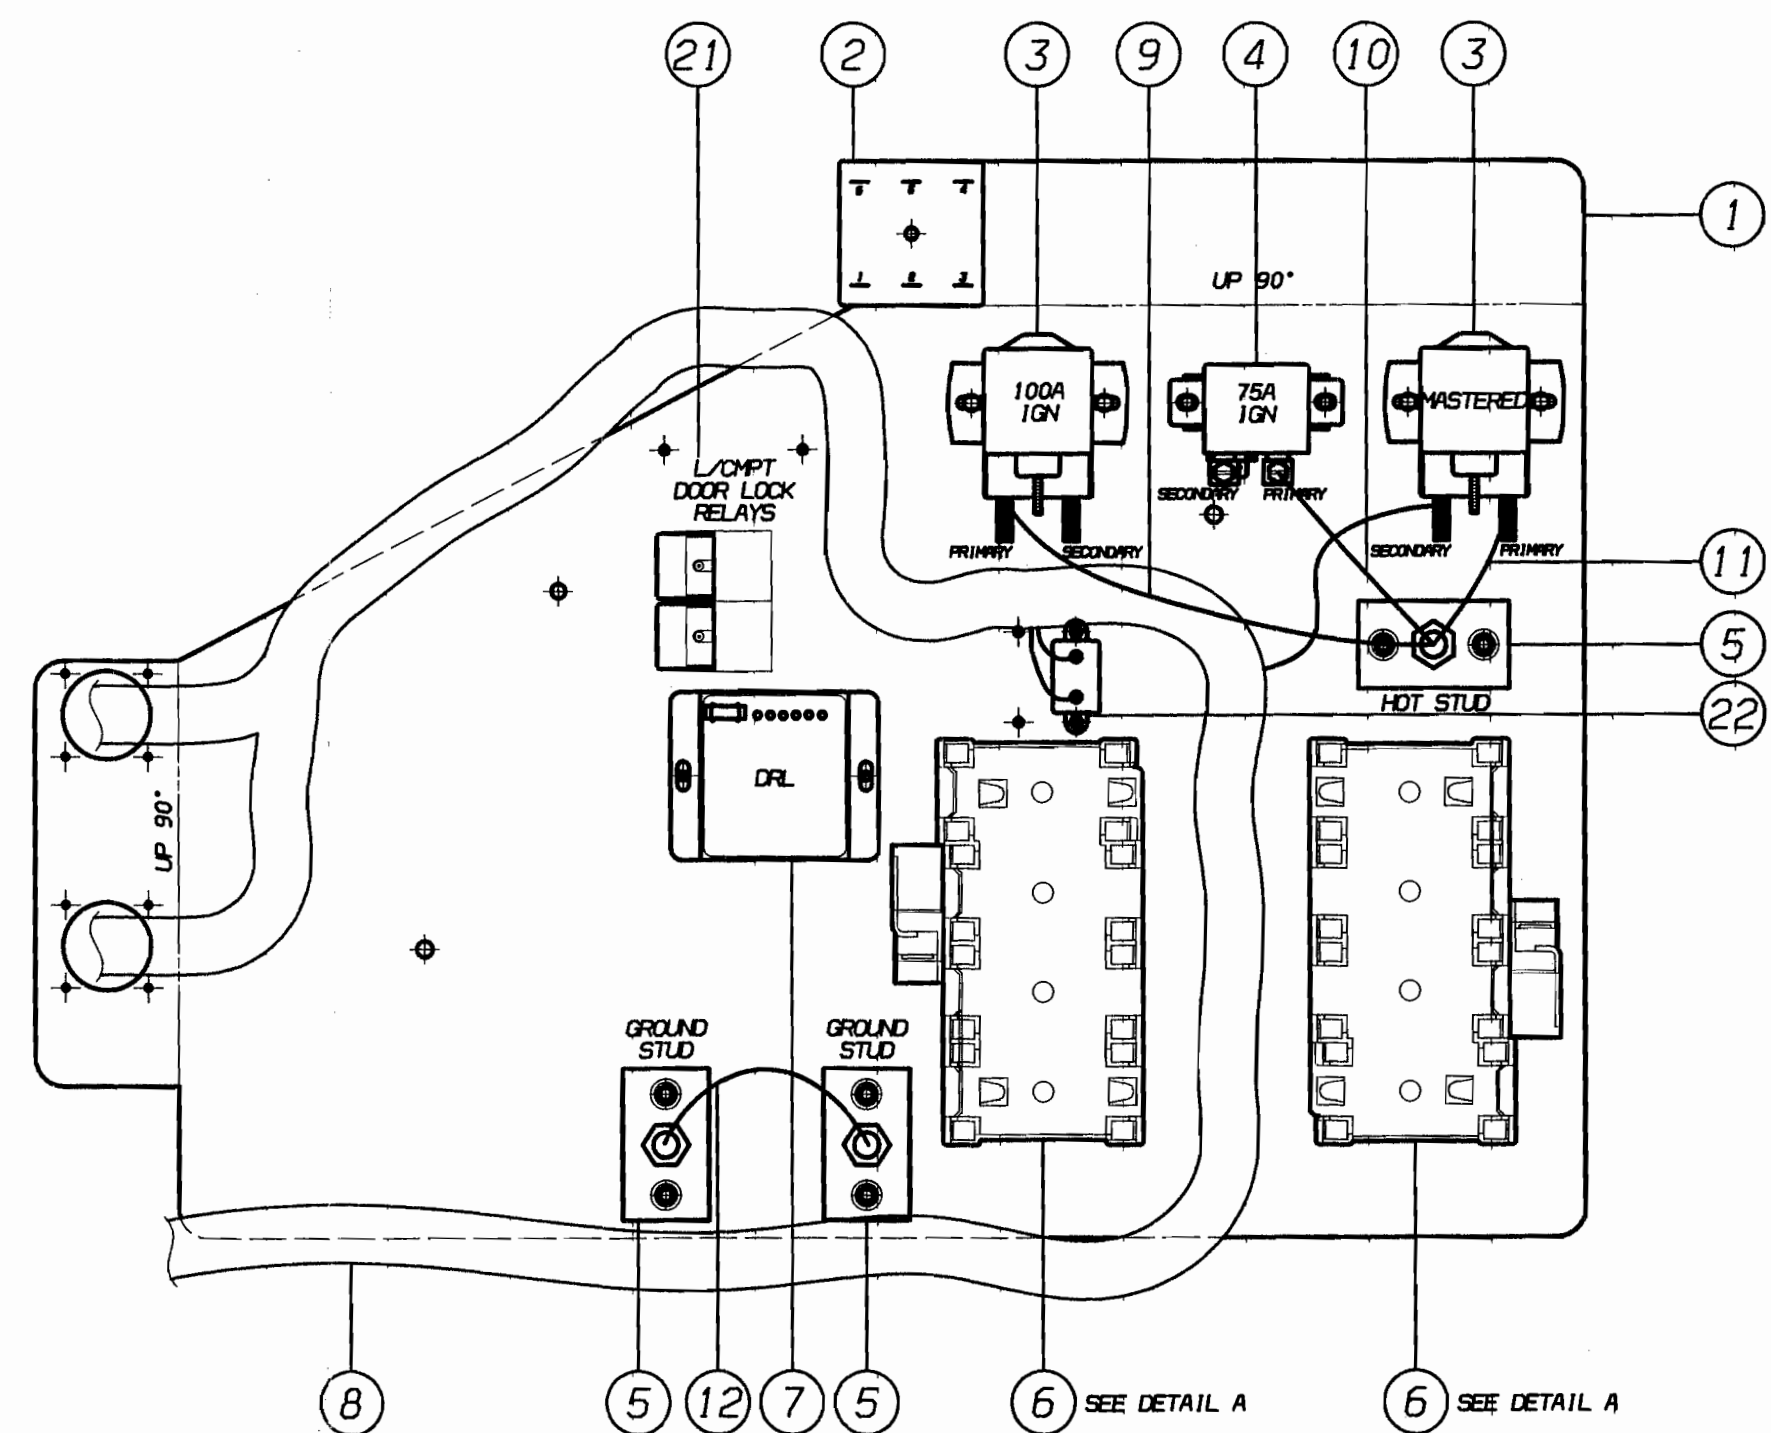 21 2 3 9 4 10 3
1
UP 90°
100A
IGN
75A
IGN
MASTERED
L/CMPT
DOOR LOCK
RELAYS
SECONDARY PRIMARY
PRIMARY SECONDARY
SECONDARY PRIMARY
11
5
HOT STUD
22
DRL
UP 90°
GROUND
STUD
GROUND
STUD
8 5 12 7 5 6 SEE DETAIL A 6 SEE DETAIL A